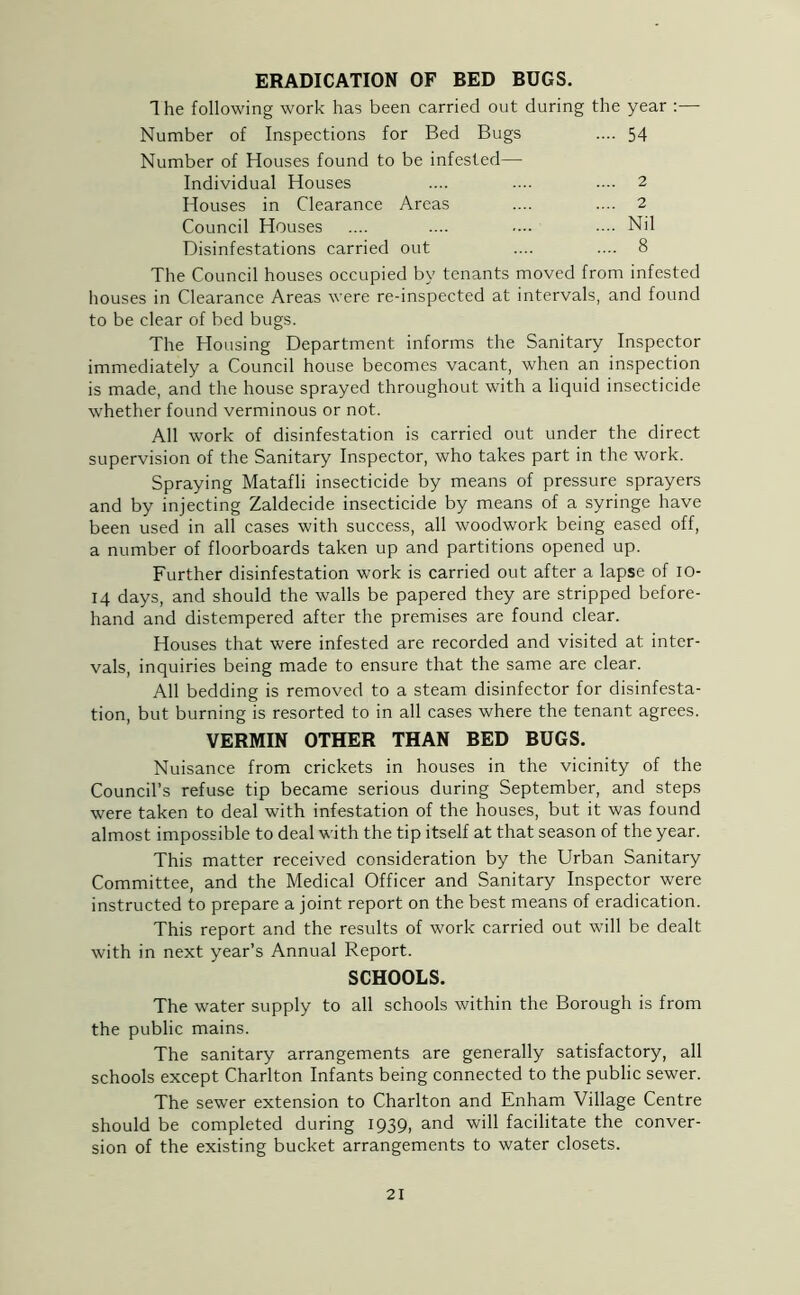 ERADICATION OF BED BUGS.
The following work has been carried out during the year :—
Number of Inspections for Bed Bugs .... 54
Number of Houses found to be infested—
Individual Houses .... .... .... 2
Houses in Clearance Areas .... .... 2
Council Houses .... .... .... .... Nil
Disinfestations carried out .... .... 8
The Council houses occupied by tenants moved from infested
houses in Clearance Areas were re-inspected at intervals, and found
to be clear of bed bugs.
The Housing Department informs the Sanitary Inspector
immediately a Council house becomes vacant, when an inspection
is made, and the house sprayed throughout with a liquid insecticide
whether found verminous or not.
All work of disinfestation is carried out under the direct
supervision of the Sanitary Inspector, who takes part in the work.
Spraying Matafli insecticide by means of pressure sprayers
and by injecting Zaldecide insecticide by means of a syringe have
been used in all cases with success, all woodwork being eased off,
a number of floorboards taken up and partitions opened up.
Further disinfestation work is carried out after a lapse of 10-
14 days, and should the walls be papered they are stripped before-
hand and distempered after the premises are found clear.
Houses that were infested are recorded and visited at inter-
vals, inquiries being made to ensure that the same are clear.
All bedding is removed to a steam disinfector for disinfesta-
tion, but burning is resorted to in all cases where the tenant agrees.
VERMIN OTHER THAN BED BUGS.
Nuisance from crickets in houses in the vicinity of the
Council's refuse tip became serious during September, and steps
were taken to deal with infestation of the houses, but it was found
almost impossible to deal with the tip itself at that season of the year.
This matter received consideration by the Urban Sanitary
Committee, and the Medical Officer and Sanitary Inspector were
instructed to prepare a joint report on the best means of eradication.
This report and the results of work carried out will be dealt
with in next year's Annual Report.
SCHOOLS.
The water supply to all schools within the Borough is from
the public mains.
The sanitary arrangements are generally satisfactory, all
schools except Charlton Infants being connected to the public sewer.
The sewer extension to Charlton and Enham Village Centre
should be completed during 1939, and will facilitate the conver-
sion of the existing bucket arrangements to water closets.
21